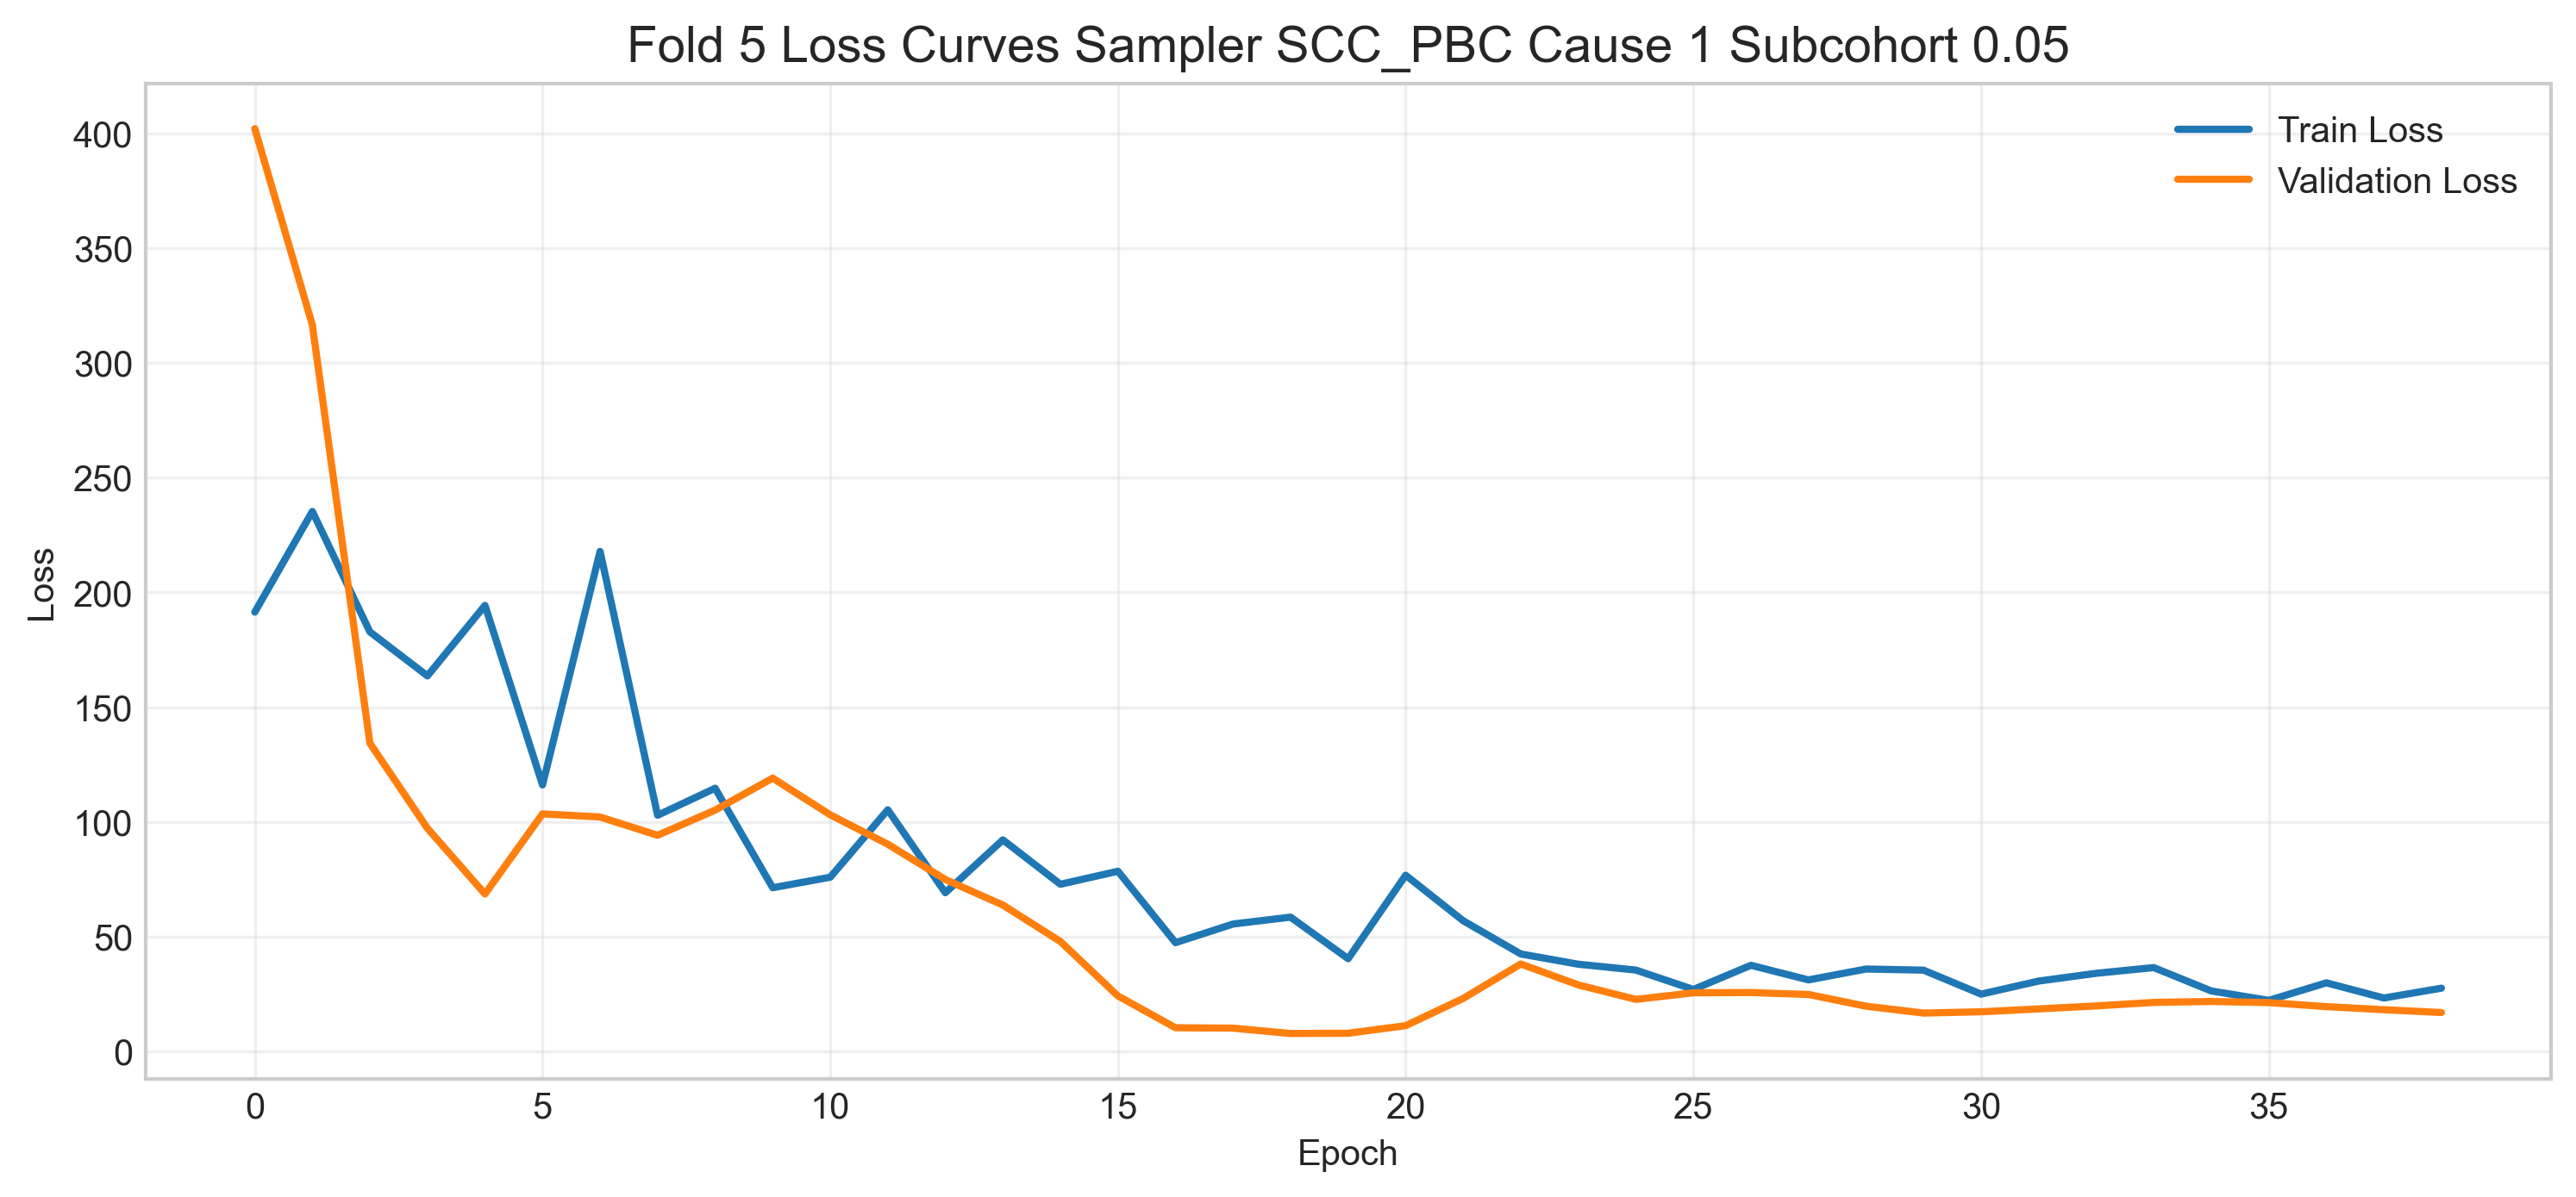 Fold 5 Loss Curves Sampler SCC_PBC Cause 1 Subcohort 0.05
Train Loss
Validation Loss
400
350
300
250
200
150
100
50
0
Loss
0 5 10 15 20 25 30 35
Epoch